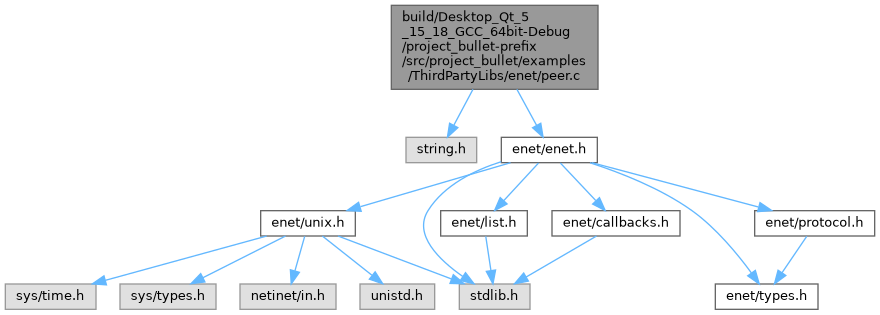 build/Desktop_Qt_5
_15_18_GCC_64bit-Debug
/project_bullet-prefix
/src/project_bullet/examples
/ThirdPartyLibs/enet/peer.c
string.h
enet/enet.h
enet/unix.h
enet/list.h
enet/callbacks.h
enet/protocol.h
sys/time.h
sys/types.h
netinet/in.h
unistd.h
stdlib.h
enet/types.h